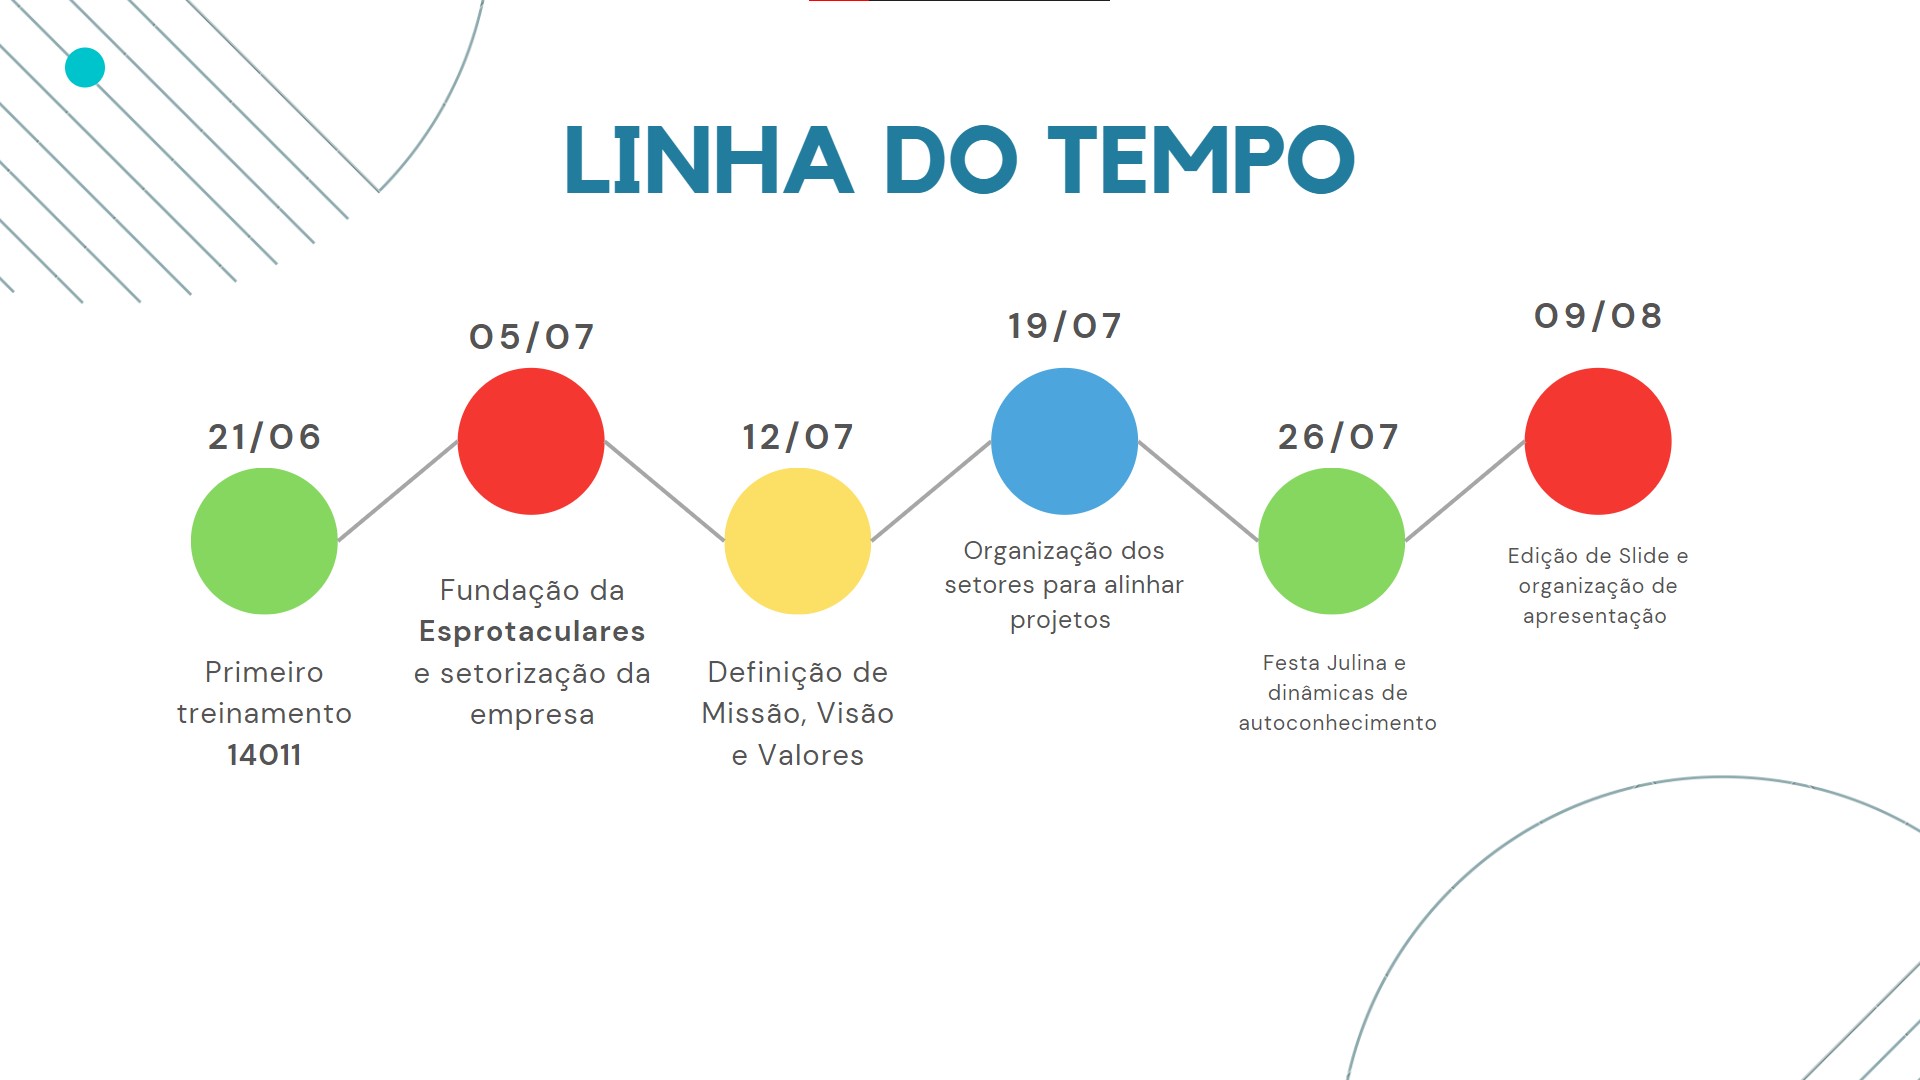 LINHA DO TEMPO
21/06
Primeiro
treinamento
14011
05/07
Fundação da
Esprotaculares
e setorização da
empresa
12/07
Definição de
Missão, Visão
e Valores
19/07
Organização dos
setores para alinhar
projetos
26/07
Festa Julina e
dinâmicas de
autoconhecimento
09/08
Edição de Slide e
organização de
apresentação